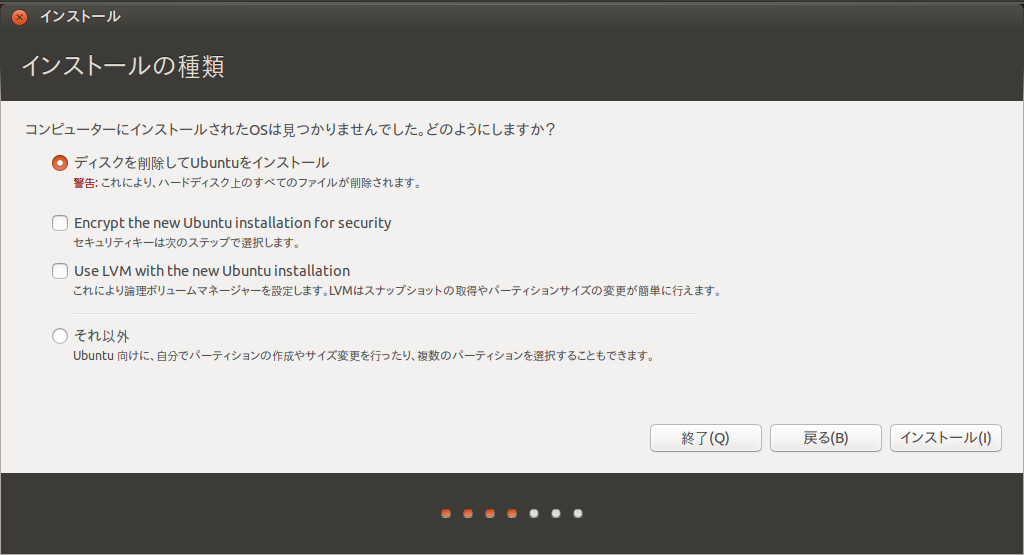 インストール
インストールの種類
コンピューターにインストールされたOSは見つかりませんでした。どのようにしますか？
ディスクを削除してUbuntuをインストール
警告: これにより、ハードディスク上のすべてのファイルが削除されます。
Encrypt the new Ubuntu installation for security
セキュリティキーは次のステップで選択します。
Use LVM with the new Ubuntu installation
これにより論理ボリュームマネージャーを設定します。LVMはスナップショットの取得やパーティションサイズの変更が簡単に行えます。
それ以外
Ubuntu 向けに、自分でパーティションの作成やサイズ変更を行ったり、複数のパーティションを選択することもできます。
終了(Q) 戻る(B) インストール(I)